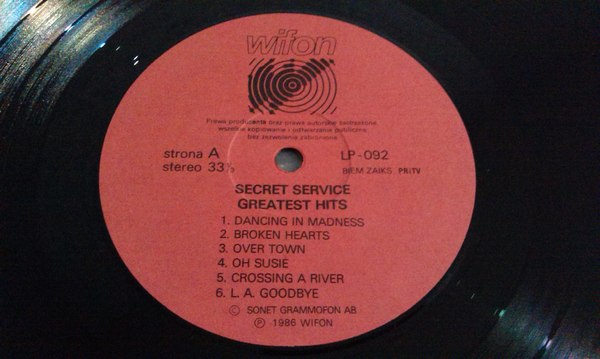 wifon
Prawa producenta oraz prawa autorskie zastrzeżone
wszelkie kopiowanie i odtwarzanie publiczne
bez zezwolenia zabronione
strona A
LP-092
stereo 33⅓
BIEM ZAIKS PRiTV
SECRET SERVICE
GREATEST HITS
1. DANCING IN MADNESS
2. BROKEN HEARTS
3. OVER TOWN
4. OH SUSIE
5. CROSSING A RIVER
6. L. A. GOODBYE
© SONET GRAMMOFON AB
℗ 1986 WIFON